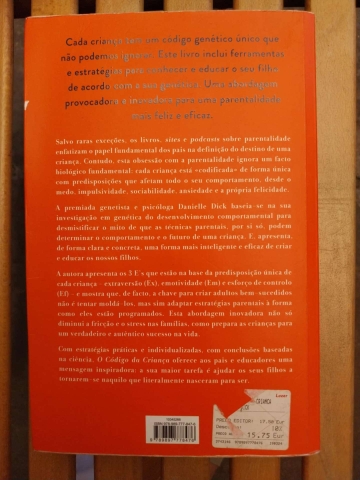 Cada criança tem um código genético único que
não podemos ignorar. Este livro inclui ferramentas
e estratégias para conhecer e educar o seu filho
de acordo com a sua genética. Uma abordagem
provocadora e inovadora para uma parentalidade
mais feliz e eficaz.
Salvo raras exceções, os livros, sites e podcasts sobre parentalidade
enfatizam o papel fundamental dos pais na definição do destino de uma
criança. Contudo, esta obsessão com a parentalidade ignora um facto
biológico fundamental: cada criança está «codificada» de forma única
com predisposições que afetam todo o seu comportamento, desde o
medo, impulsividade, sociabilidade, ansiedade e a própria felicidade.
A premiada genetista e psicóloga Danielle Dick baseia-se na sua
investigação em genética do desenvolvimento comportamental para
desmistificar o mito de que as técnicas parentais, por si só, podem
determinar o comportamento e o futuro de uma criança. E, apresenta,
de forma clara e concreta, uma forma mais inteligente e eficaz de criar
e educar os nossos filhos.
A autora apresenta os 3 E's que estão na base da predisposição única de
cada criança - extraversão (Ex), emotividade (Em) e esforço de controlo
(Ef) - e mostra que, de facto, a chave para criar adultos bem-sucedidos
não é tentar moldá-los, mas sim adaptar estratégias parentais à forma
como eles estão programados. Esta abordagem inovadora não só
diminui a fricção e o stress nas famílias, como prepara as crianças para
um verdadeiro e autêntico sucesso na vida.
Com estratégias práticas e individualizadas, com conclusões baseadas
na ciência, O Código da Criança oferece aos pais e educadores uma
mensagem inspiradora: a sua maior tarefa é ajudar os seus filhos a
tornarem-se naquilo que literalmente nasceram para ser.
CRIANCA
15.75 Eur